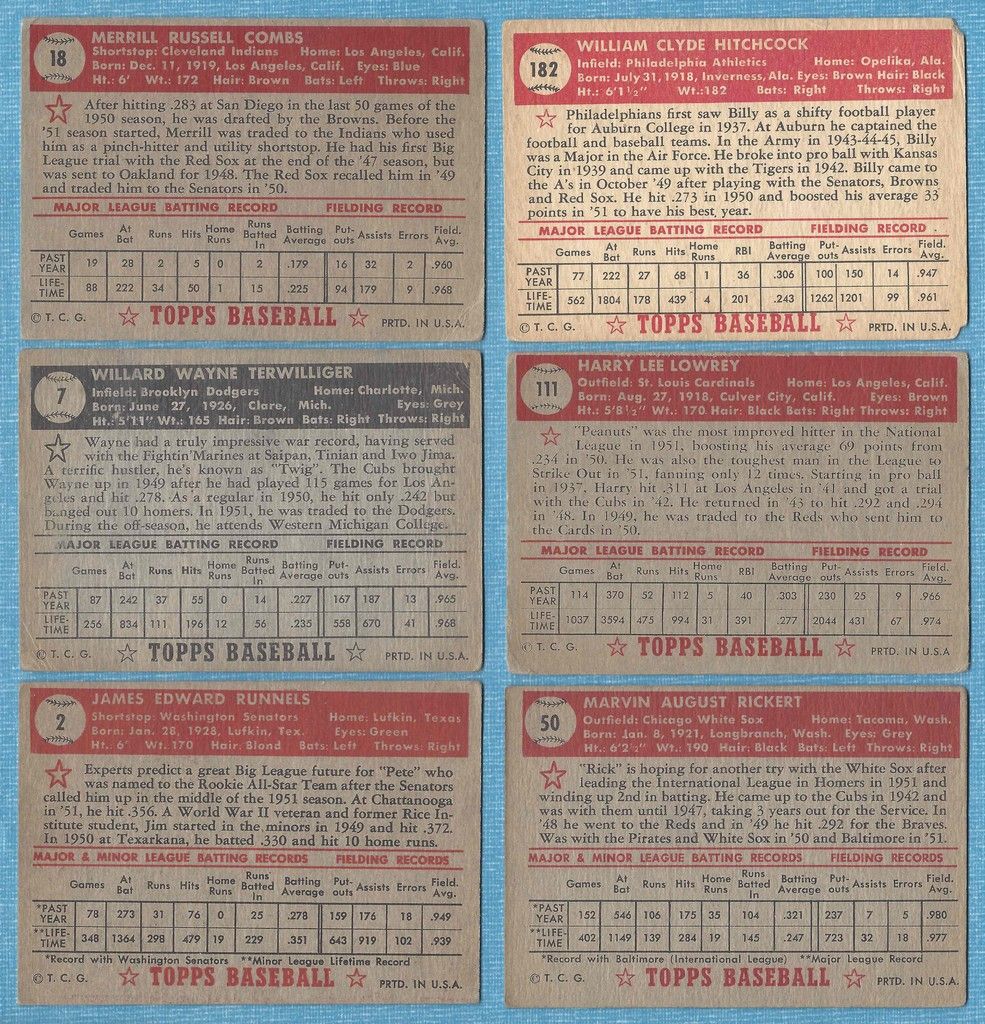 18
MERRILL RUSSELL COMBS
Shortstop: Cleveland Indians Home: Los Angeles, Calif.
Born: Dec. 11, 1919, Los Angeles, Calif. Eyes: Blue
Ht.: 6' Wt.: 172 Hair: Brown Bats: Left Throws: Right
After hitting .283 at San Diego in the last 50 games of the
1950 season, he was drafted by the Browns. Before the
'51 season started, Merrill was traded to the Indians who used
him as a pinch-hitter and utility shortstop. He had his first Big
League trial with the Red Sox at the end of the '47 season, but
was sent to Oakland for 1948. The Red Sox recalled him in '49
and traded him to the Senators in '50.
MAJOR LEAGUE BATTING RECORD FIELDING RECORD
Games At Bat Runs Hits Home Runs Runs Batted In Batting Average Put-outs Assists Errors Field. Avg.
PAST YEAR 19 28 2 5 0 2 .179 16 32 2 .960
LIFE-TIME 88 222 34 50 1 15 .225 94 179 9 .968
© T. C. G. TOPPS BASEBALL PRTD. IN U.S.A.
182
WILLIAM CLYDE HITCHCOCK
Infield: Philadelphia Athletics Home: Opelika, Ala.
Born: July 31, 1918, Inverness, Ala. Eyes: Brown Hair: Black
Ht.: 6'1½" Wt.: 182 Bats: Right Throws: Right
Philadelphians first saw Billy as a shifty football player
for Auburn College in 1937. At Auburn he captained the
football and baseball teams. In the Army in 1943-44-45, Billy
was a Major in the Air Force. He broke into pro ball with Kansas
City in 1939 and came up with the Tigers in 1942. Billy came to
the A's in October '49 after playing with the Senators, Browns
and Red Sox. He hit .273 in 1950 and boosted his average 33
points in '51 to have his best year.
MAJOR LEAGUE BATTING RECORD FIELDING RECORD
Games At Bat Runs Hits Home Runs RBI Batting Average Put-outs Assists Errors Field. Avg.
PAST YEAR 77 222 27 68 1 36 .306 100 150 14 .947
LIFE-TIME 562 1804 178 439 4 201 .243 1262 1201 99 .961
© T. C. G. TOPPS BASEBALL PRTD. IN U.S.A.
7
WILLARD WAYNE TERWILLIGER
Infield: Brooklyn Dodgers Home: Charlotte, Mich.
Born: June 27, 1926, Clare, Mich. Eyes: Grey
Ht.: 5'11" Wt.: 165 Hair: Brown Bats: Right Throws: Right
Wayne had a truly impressive war record, having served
with the Fightin' Marines at Saipan, Tinian and Iwo Jima.
A terrific hustler, he's known as "Twig". The Cubs brought
Wayne up in 1949 after he had played 115 games for Los An-
geles and hit .278. As a regular in 1950, he hit only .242 but
banged out 10 homers. In 1951, he was traded to the Dodgers.
During the off-season, he attends Western Michigan College.
MAJOR LEAGUE BATTING RECORD FIELDING RECORD
Games At Bat Runs Hits Home Runs Runs Batted In Batting Average Put-outs Assists Errors Field. Avg.
PAST YEAR 87 242 37 55 0 14 .227 167 187 13 .965
LIFE-TIME 256 834 111 196 12 56 .235 558 670 41 .968
© T. C. G. TOPPS BASEBALL PRTD. IN U.S.A.
111
HARRY LEE LOWREY
Outfield: St. Louis Cardinals Home: Los Angeles, Calif.
Born: Aug. 27, 1918, Culver City, Calif. Eyes: Brown
Ht.: 5'8½" Wt.: 170 Hair: Black Bats: Right Throws: Right
"Peanuts" was the most improved hitter in the National
League in 1951, boosting his average 69 points from
.234 in '50. He was also the toughest man in the League to
Strike Out in '51, fanning only 12 times. Starting in pro ball
in 1937, Harry hit .311 at Los Angeles in '41 and got a trial
with the Cubs in '42. He returned in '43 to hit .292 and .294
in '48. In 1949, he was traded to the Reds who sent him to
the Cards in '50.
MAJOR LEAGUE BATTING RECORD FIELDING RECORD
Games At Bat Runs Hits Home Runs RBI Batting Average Put-outs Assists Errors Field. Avg.
PAST YEAR 114 370 52 112 5 40 .303 230 25 9 .966
LIFE-TIME 1037 3594 475 994 31 391 .277 2044 431 67 .974
© T. C. G. TOPPS BASEBALL PRTD. IN U.S.A.
2
JAMES EDWARD RUNNELS
Shortstop: Washington Senators Home: Lufkin, Texas
Born: Jan. 28, 1928, Lufkin, Tex. Eyes: Green
Ht. 6' Wt. 170 Hair: Blond Bats: Left Throws: Right
Experts predict a great Big League future for "Pete" who
was named to the Rookie All-Star Team after the Senators
called him up in the middle of the 1951 season. At Chattanooga
in '51, he hit .356. A World War II veteran and former Rice In-
stitute student, Jim started in the minors in 1949 and hit .372.
In 1950 at Texarkana, he batted .330 and hit 10 home runs.
MAJOR & MINOR LEAGUE BATTING RECORDS FIELDING RECORDS
Games At Bat Runs Hits Home Runs Runs Batted In Batting Average Put-outs Assists Errors Field. Avg.
*PAST YEAR 78 273 31 76 0 25 .278 159 176 18 .949
**LIFE-TIME 348 1364 298 479 19 229 .351 643 919 102 .939
*Record with Washington Senators **Minor League Lifetime Record
© T. C. G. TOPPS BASEBALL PRTD. IN U.S.A.
50
MARVIN AUGUST RICKERT
Outfield: Chicago White Sox Home: Tacoma, Wash.
Born: Jan. 8, 1921, Longbranch, Wash. Eyes: Grey
Ht.: 6'2½" Wt.: 190 Hair: Black Bats: Left Throws: Right
"Rick" is hoping for another try with the White Sox after
leading the International League in Homers in 1951 and
winding up 2nd in batting. He came up to the Cubs in 1942 and
was with them until 1947, taking 3 years out for the Service. In
'48 he went to the Reds and in '49 he hit .292 for the Braves.
Was with the Pirates and White Sox in '50 and Baltimore in '51.
MAJOR & MINOR LEAGUE BATTING RECORDS FIELDING RECORDS
Games At Bat Runs Hits Home Runs Runs Batted In Batting Average Put-outs Assists Errors Field. Avg.
*PAST YEAR 152 546 106 175 35 104 .321 237 7 5 .980
**LIFE-TIME 402 1149 139 284 19 145 .247 723 32 18 .977
*Record with Baltimore (International League) **Major League Record
© T. C. G. TOPPS BASEBALL PRTD. IN U.S.A.